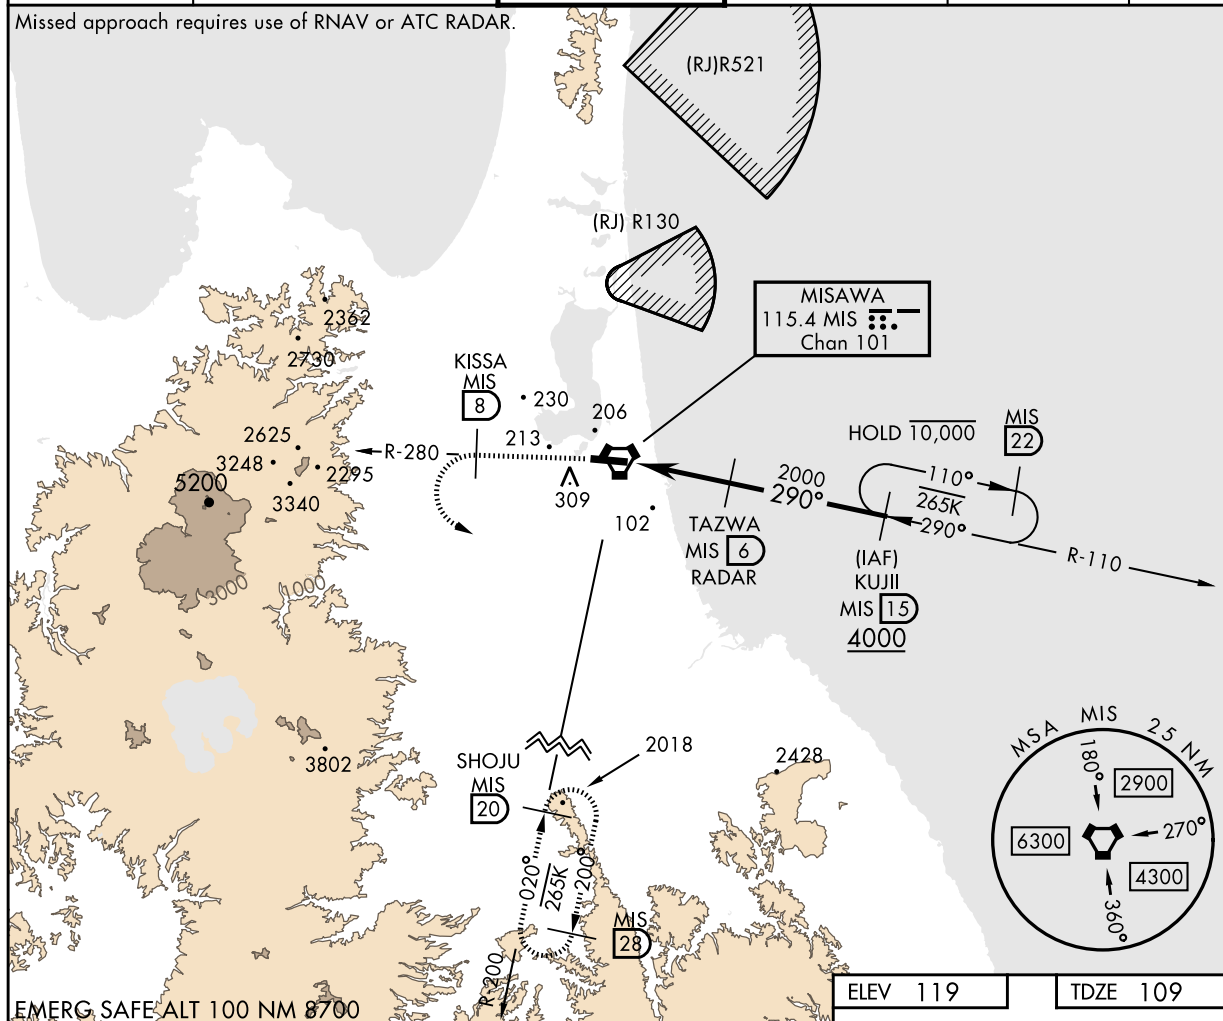 Missed approach requires use of RNAV or ATC RADAR.
(RJ)R521
(RJ) R130
MISAWA
115.4 MIS
Chan 101
2362
2730
KISSA
MIS
8
230
206
213
HOLD 10,000
MIS
22
2625
3248
2295
5200
3340
R-280
309
102
2000
290°
110°
265K
290°
R-110
TAZWA
MIS 6
RADAR
(IAF)
KUJII
MIS 15
4000
3000
1000
3802
SHOJU
MIS
20
2018
2428
020°
265K
200°
MIS
28
R-200
MSA MIS 25 NM
180°
2900
270°
6300
4300
360°
EMERG SAFE ALT 100 NM 8700
ELEV 119
TDZE 109